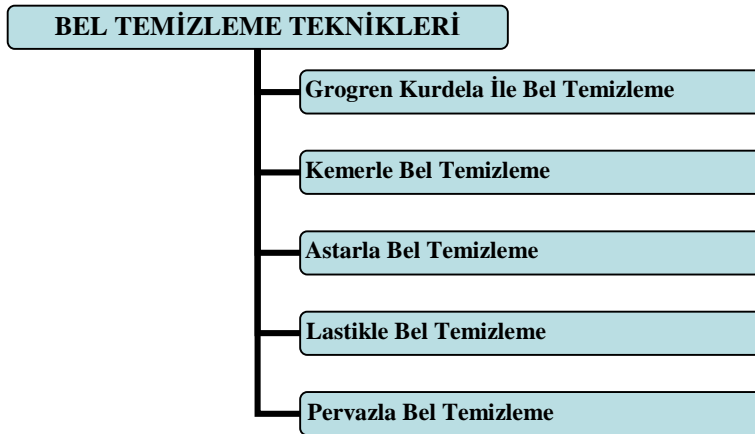 BEL TEMİZLEME TEKNİKLERİ
Grogren Kurdela İle Bel Temizleme
Kemerle Bel Temizleme
Astarla Bel Temizleme
Lastikle Bel Temizleme
Pervazla Bel Temizleme